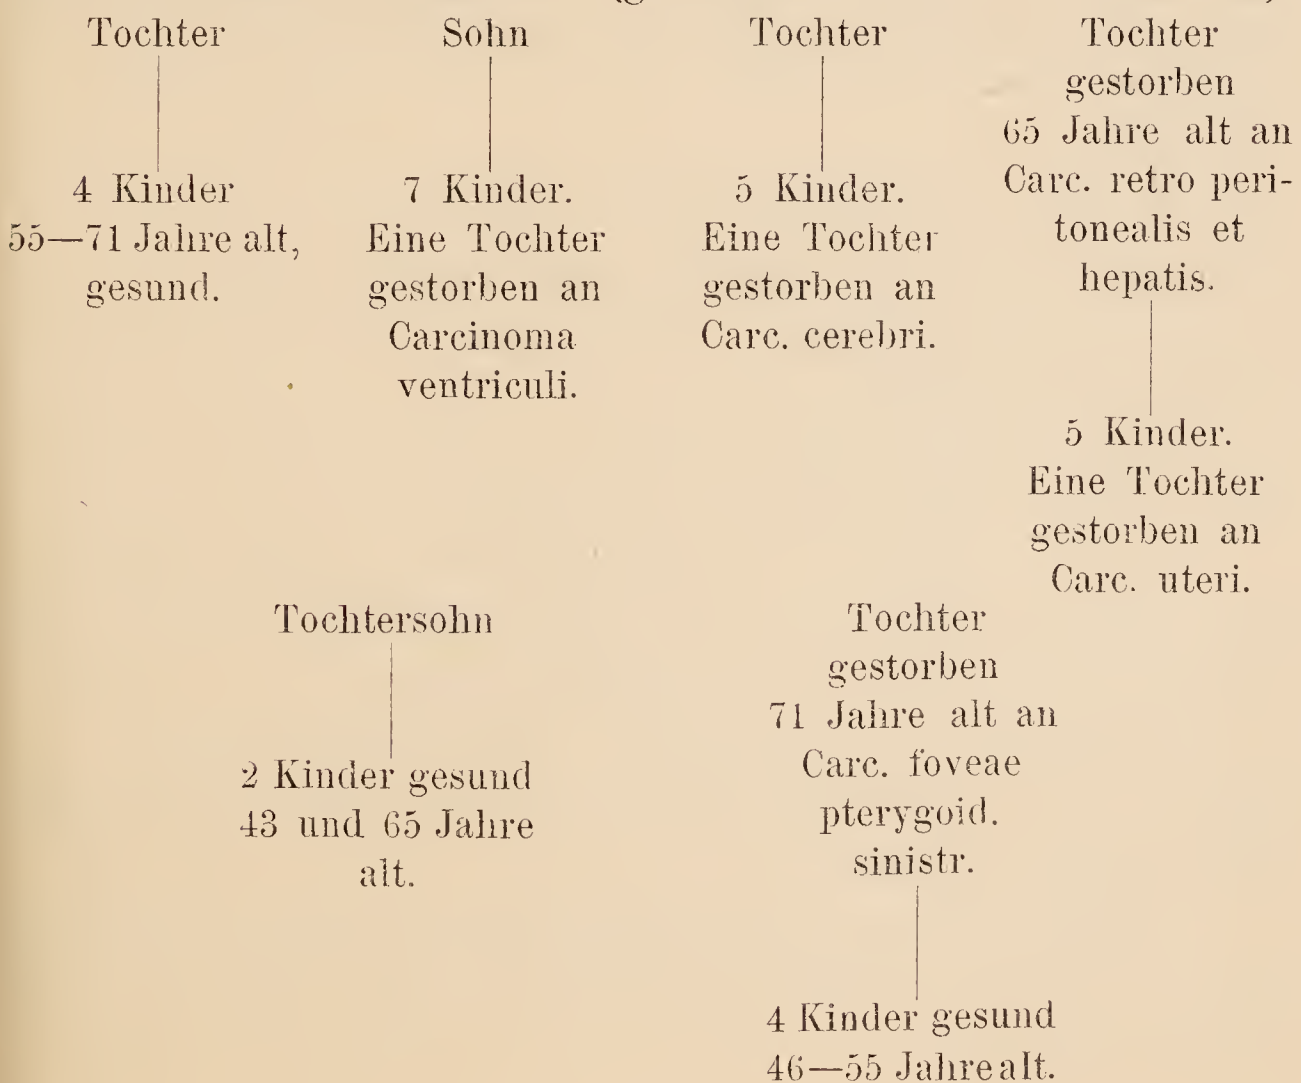 Tochter
4 Kinder
55—71 Jahre alt,
gesund.
Sohn
7 Kinder.
Eine Tochter
gestorben an
Carcinoma
ventriculi.
Tochter
5 Kinder.
Eine Tochter
gestorben an
Carc. cerebri.
Tochter
gestorben
65 Jahre alt an
Carc. retro peri-
tonealis et
hepatis.
5 Kinder.
Eine Tochter
gestorben an
Carc. uteri.
Tochtersohn
2 Kinder gesund
43 und 65 Jahre
alt.
Tochter
gestorben
71 Jahre alt an
Carc. foveae
pterygoid.
sinistr.
4 Kinder gesund
46—55 Jahre alt.